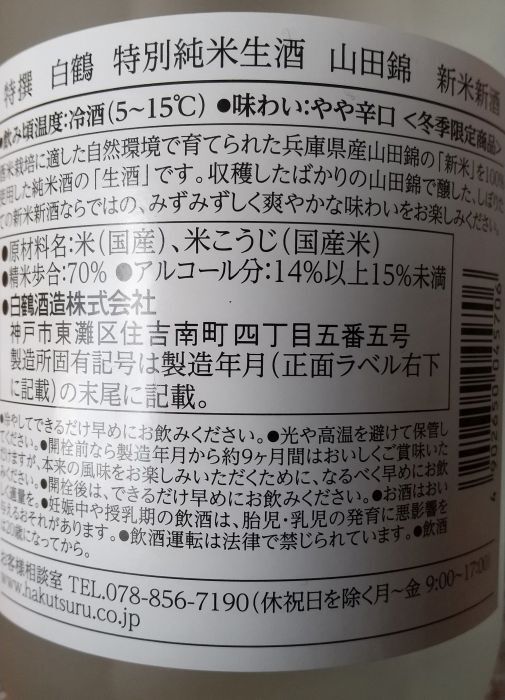 特撰 白鶴 特別純米生酒 山田錦 新米新酒
●飲み頃温度:冷酒(5~15℃) ●味わい:やや辛口 <冬季限定商品>
酒米栽培に適した自然環境で育てられた兵庫県産山田錦の「新米」を100%
使用した純米酒の「生酒」です。収穫したばかりの山田錦で醸した、しぼりた
ての新米新酒ならではの、みずみずしく爽やかな味わいをお楽しみください。
●原材料名:米(国産)、米こうじ(国産米)
●精米歩合:70% ●アルコール分:14%以上15%未満
●白鶴酒造株式会社
神戸市東灘区住吉南町四丁目五番五号
製造所固有記号は製造年月(正面ラベル右下
に記載)の末尾に記載。
●冷やしてできるだけ早めにお飲みください。●光や高温を避けて保管し
てください。●開栓前なら製造年月から約9ヶ月間はおいしくご賞味いた
だけますが、本来の風味をお楽しみいただくために、なるべく早めにお飲
みください。●開栓後は、できるだけ早めにお飲みください。●お酒はおい
しく適量を。●妊娠中や授乳期の飲酒は、胎児・乳児の発育に悪影響を
与えるおそれがあります。●飲酒運転は法律で禁じられています。●飲酒
は20歳になってから。
お客様相談室 TEL.078-856-7190(休祝日を除く月~金 9:00~17:00)
www.hakutsuru.co.jp
4 902650 045706